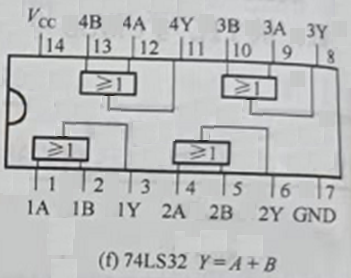 V_CC 4B 4A 4Y 3B 3A 3Y
14 13 12 11 10 9 8
≥1 ≥1
≥1 ≥1
1 2 3 4 5 6 7
1A 1B 1Y 2A 2B 2Y GND
(f) 74LS32 Y=A+B